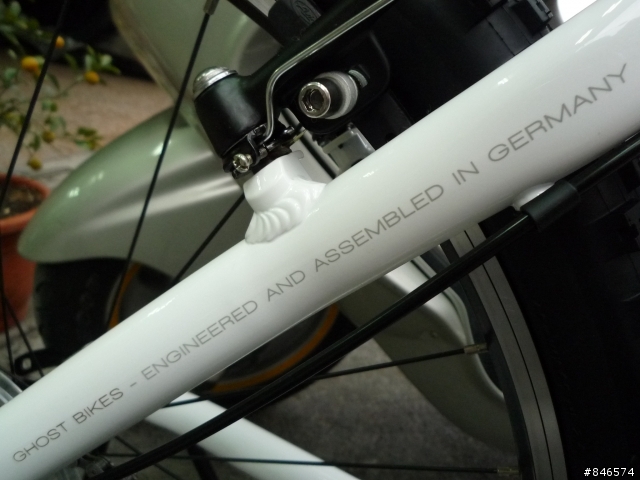 GHOST BIKES - ENGINEERED AND ASSEMBLED IN GERMANY
#846574